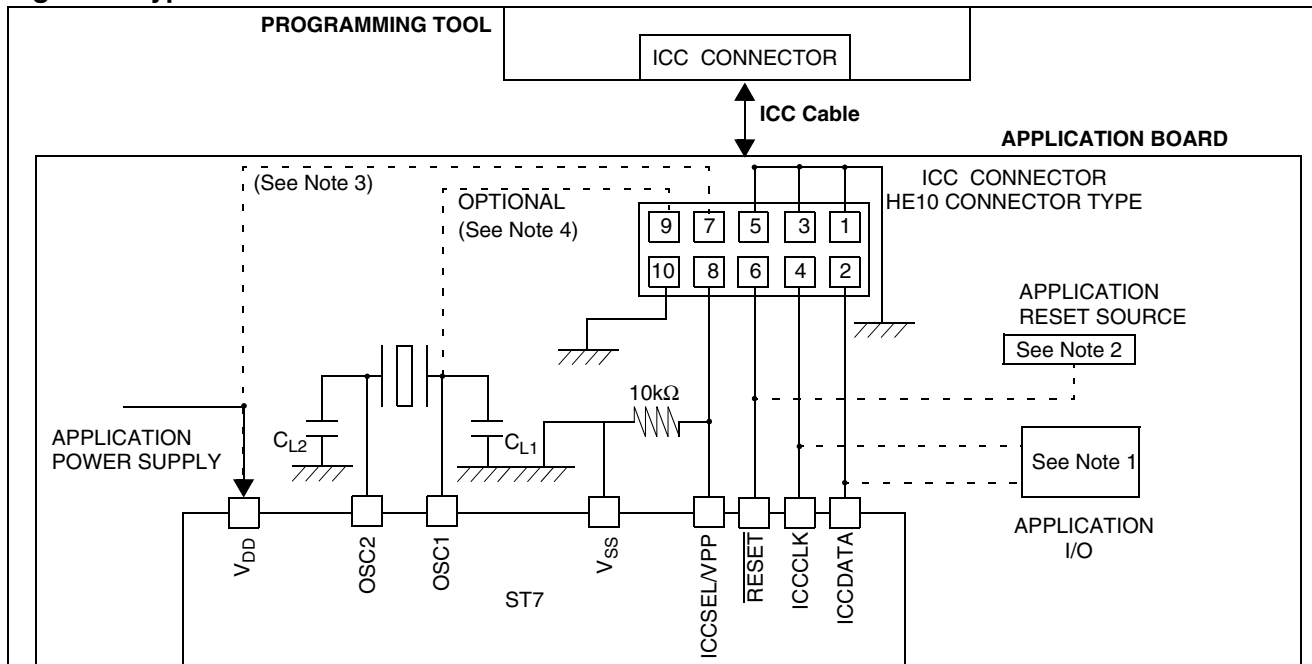 PROGRAMMING TOOL
ICC CONNECTOR
ICC Cable
APPLICATION BOARD
(See Note 3)
OPTIONAL
(See Note 4)
ICC CONNECTOR
HE10 CONNECTOR TYPE
9 7 5 3 1
10 8 6 4 2
APPLICATION
RESET SOURCE
See Note 2
10kΩ
CL2
CL1
APPLICATION
POWER SUPPLY
See Note 1
APPLICATION
I/O
VDD
OSC2
OSC1
VSS
ICCSEL/VPP
RESET
ICCCLK
ICCDATA
ST7